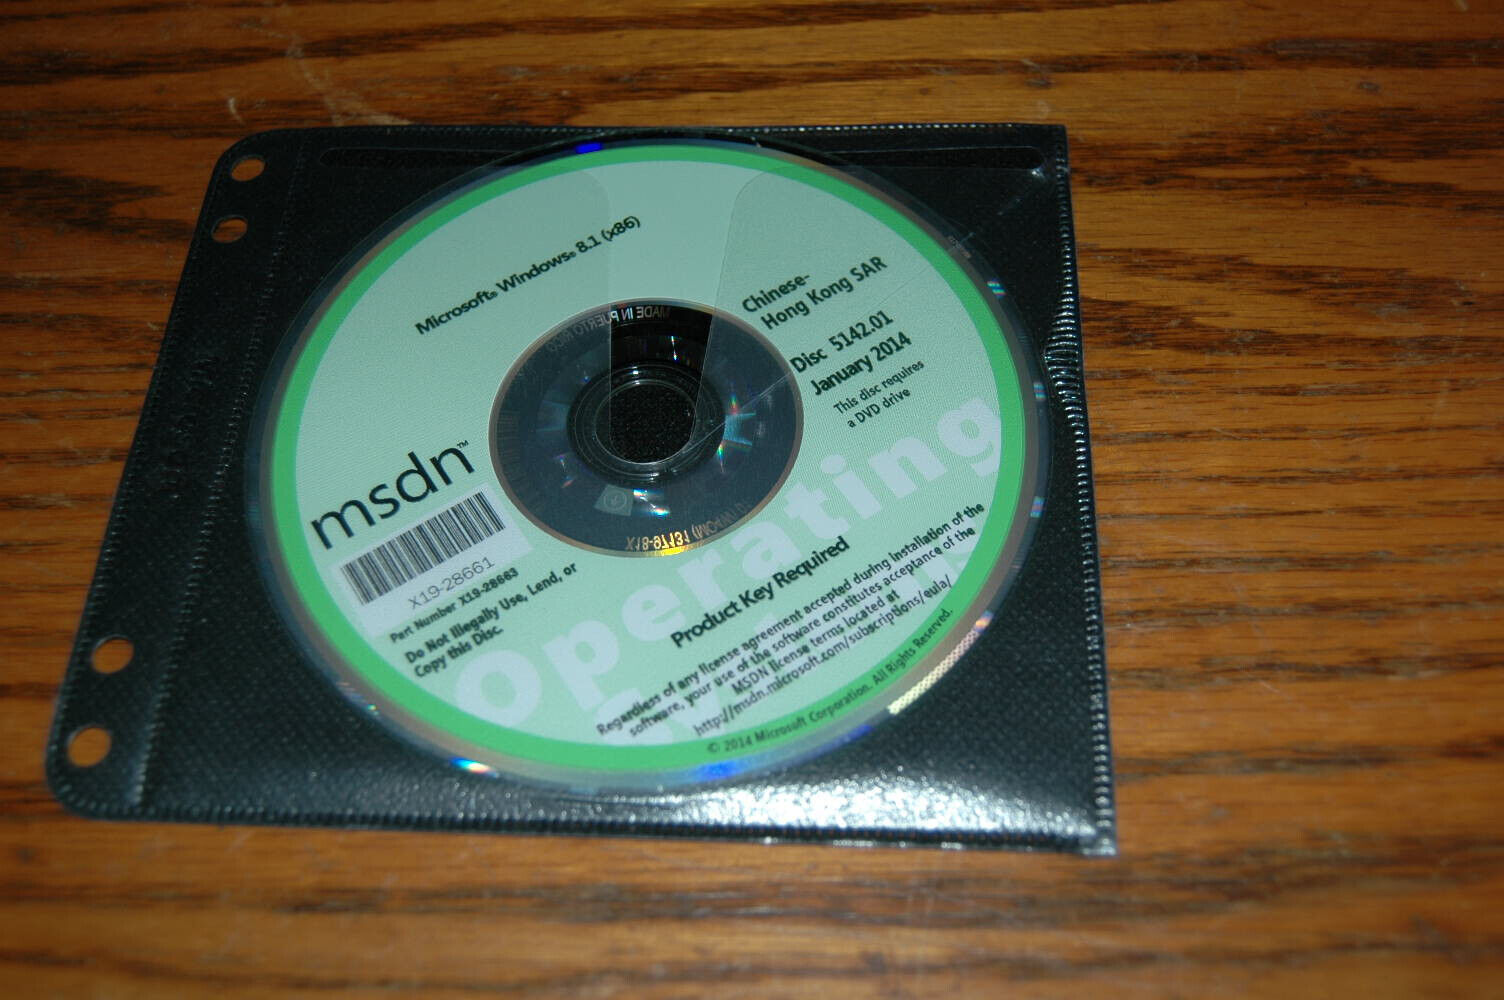 Microsoft® Windows® 8.1 (x86)
Chinese-
Hong Kong SAR
Disc 5142.01
January 2014
This disc requires
a DVD drive
MADE IN PUERTO RICO
msdn™
X19-28661
Part Number X19-28663
Do Not Illegally Use, Lend, or
Copy this Disc.
Operating
Product Key Required
Regardless of any license agreement accepted during installation of the
software, your use of the software constitutes acceptance of the
MSDN license terms located at
http://msdn.microsoft.com/subscriptions/eula/
© 2014 Microsoft Corporation. All Rights Reserved.
X18-97131